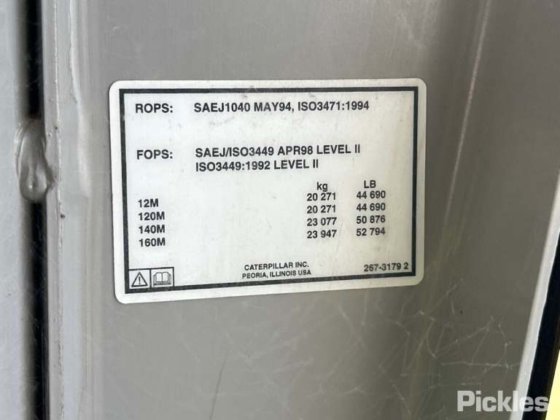 ROPS: SAEJ1040 MAY94, ISO3471:1994
FOPS: SAEJ/ISO3449 APR98 LEVEL II
ISO3449:1992 LEVEL II
kg LB
12M 20 271 44 690
120M 20 271 44 690
140M 23 077 50 876
160M 23 947 52 794
CATERPILLAR INC.
PEORIA, ILLINOIS USA
267-3179 2
Pickles